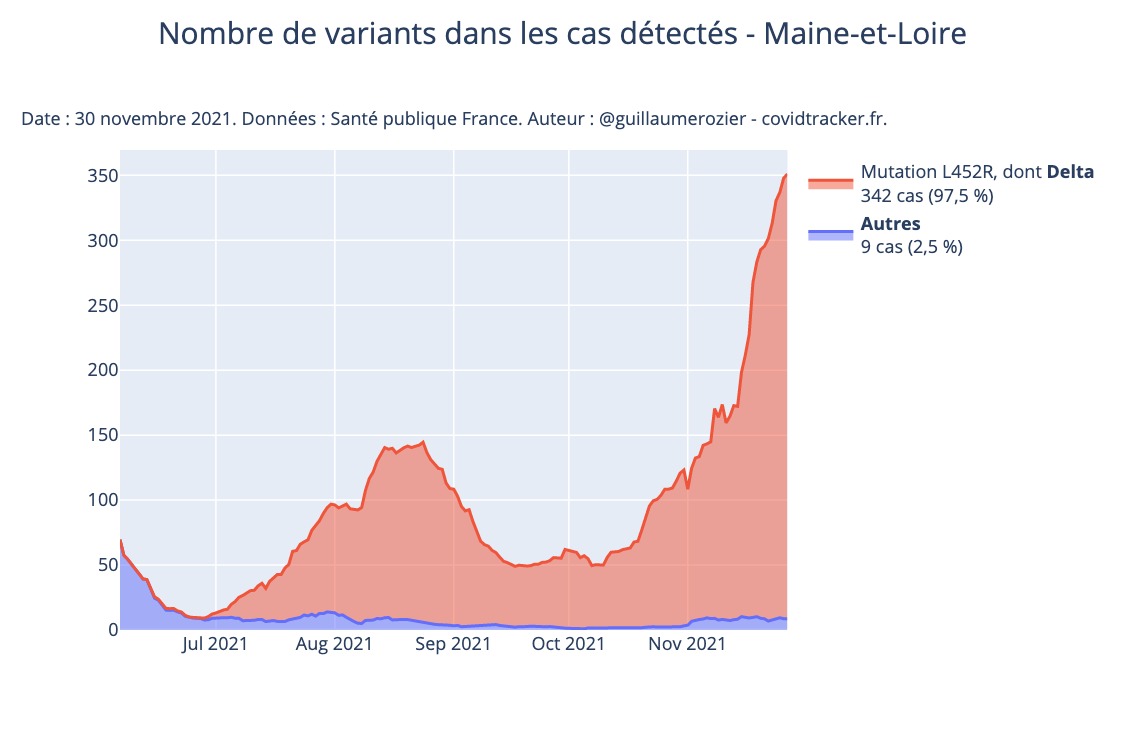 Nombre de variants dans les cas détectés - Maine-et-Loire
Date : 30 novembre 2021. Données : Santé publique France. Auteur : @guillaumerozier - covidtracker.fr.
Mutation L452R, dont Delta
342 cas (97,5 %)
Autres
9 cas (2,5 %)
350
300
250
200
150
100
50
0
Jul 2021
Aug 2021
Sep 2021
Oct 2021
Nov 2021